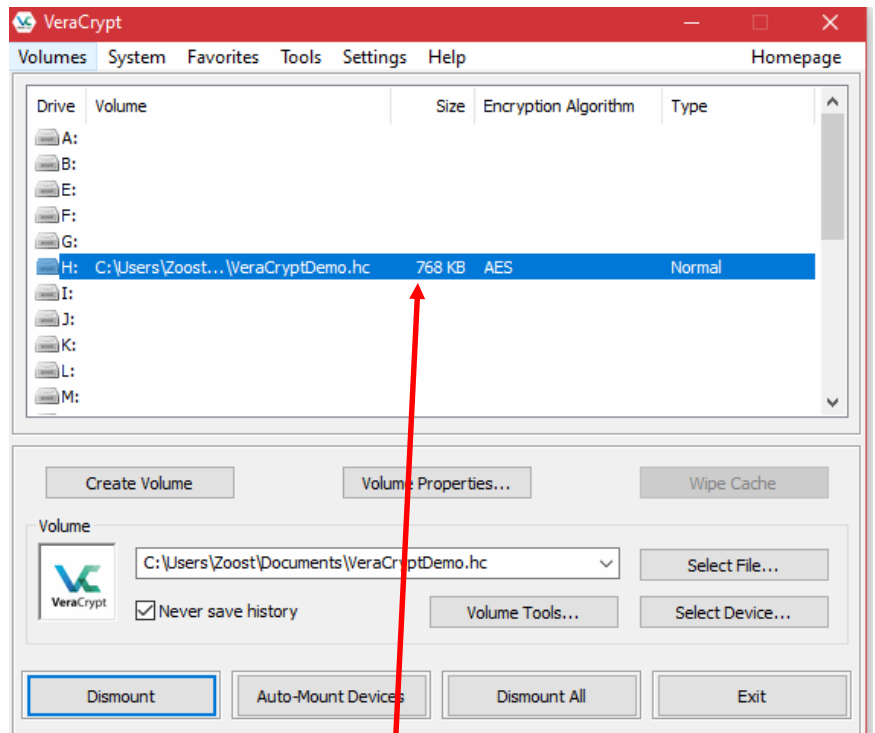 VeraCrypt
Volumes System Favorites Tools Settings Help Homepage
Drive Volume Size Encryption Algorithm Type
A:
B:
E:
F:
G:
H: C:\Users\Zoost...\VeraCryptDemo.hc 768 KB AES Normal
I:
J:
K:
L:
M:
Create Volume Volume Properties... Wipe Cache
Volume
C:\Users\Zoost\Documents\VeraCryptDemo.hc Select File...
VeraCrypt Never save history Volume Tools... Select Device...
Dismount Auto-Mount Devices Dismount All Exit